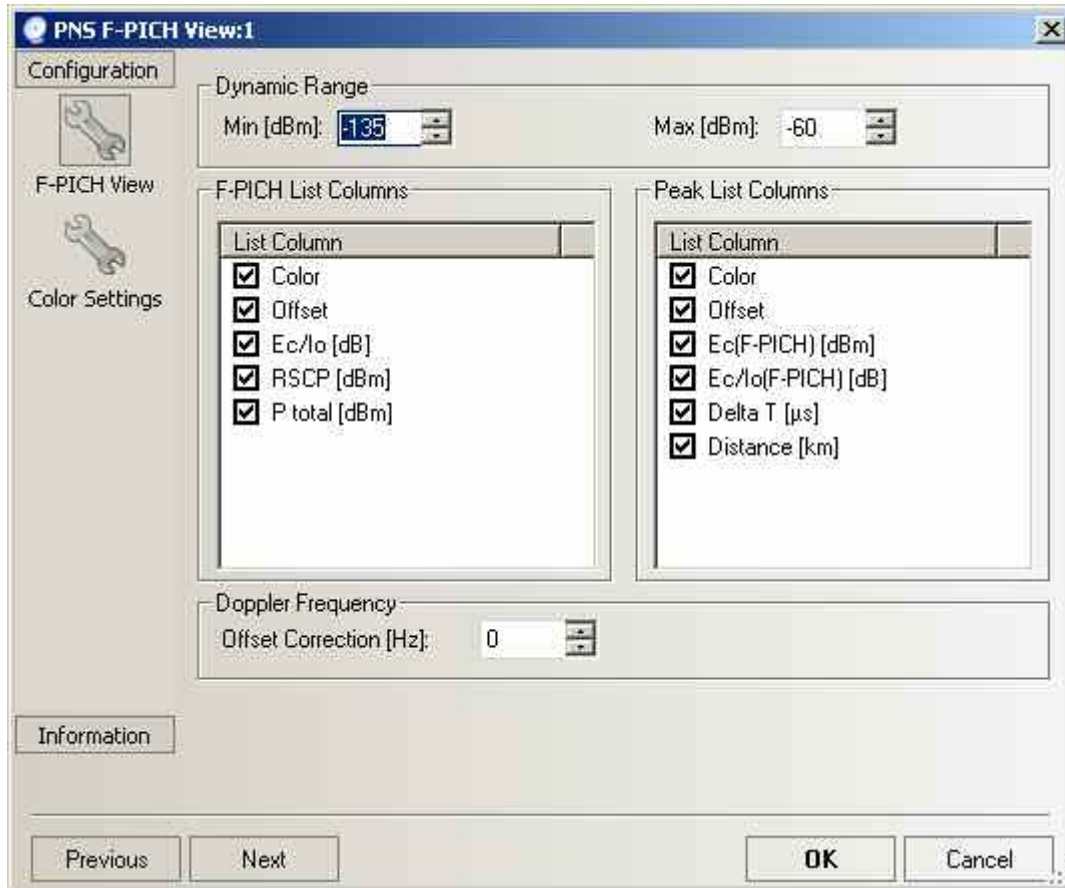 PNS F-PICH View:1
Configuration
F-PICH View
Color Settings
Information
Dynamic Range
Min [dBm]: -135 Max [dBm]: -60
F-PICH List Columns
List Column
Color
Offset
Ec/Io [dB]
RSCP [dBm]
P total [dBm]
Peak List Columns
List Column
Color
Offset
Ec(F-PICH) [dBm]
Ec/Io(F-PICH) [dB]
Delta T [µs]
Distance [km]
Doppler Frequency
Offset Correction [Hz]: 0
Previous Next OK Cancel